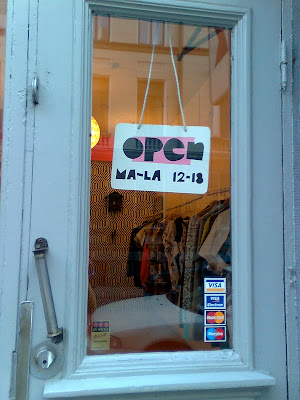 open
MA-LA 12-18
VISA
VISA
Electron
MasterCard
Maestro